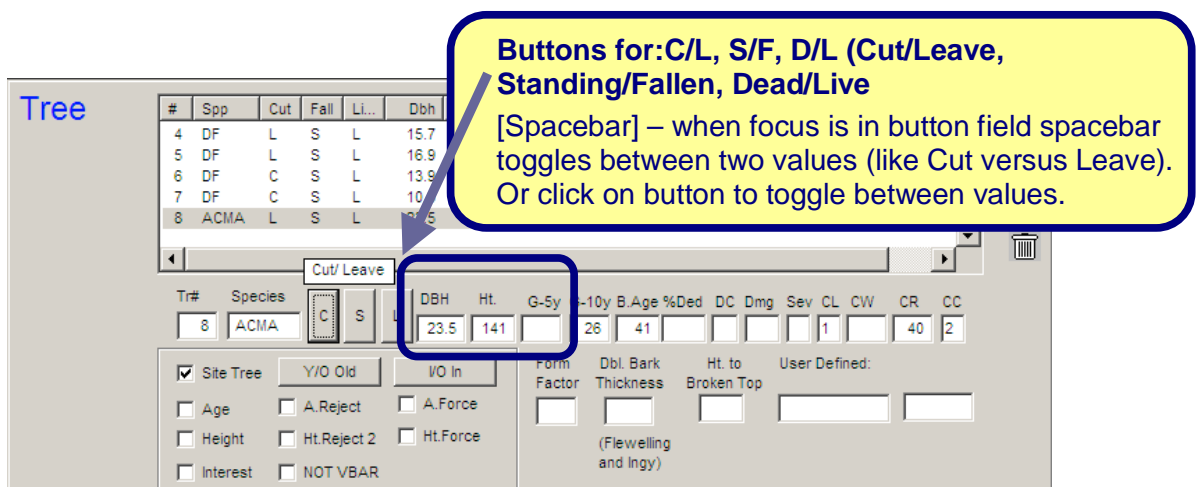 Buttons for:C/L, S/F, D/L (Cut/Leave,
Standing/Fallen, Dead/Live
[Spacebar] – when focus is in button field spacebar
toggles between two values (like Cut versus Leave).
Or click on button to toggle between values.
Tree
# Spp Cut Fall Li... Dbh
4 DF L S L 15.7
5 DF L S L 16.9
6 DF C S L 13.9
7 DF C S L 10
8 ACMA L S L
Cut/ Leave
Tr# Species DBH Ht. G-5y G-10y B.Age %Ded DC Dmg Sev CL CW CR CC
8 ACMA C S L 23.5 141 26 41 1 40 2
Site Tree Y/O Old I/O In
Age A.Reject A.Force
Height Ht.Reject 2 Ht.Force
Interest NOT VBAR
Form Dbl. Bark Ht. to User Defined:
Factor Thickness Broken Top
(Flewelling
and Ingy)